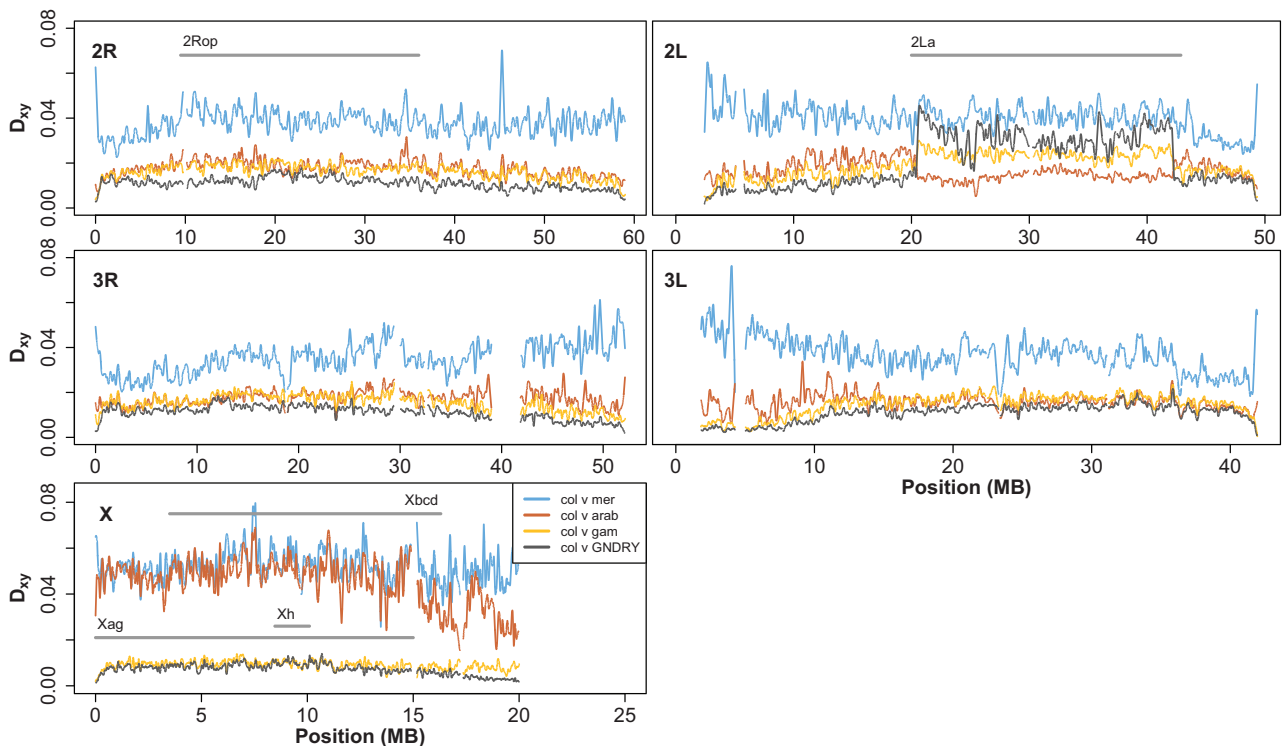 2R
2Rop
D_xy
0.00 0.04 0.08
0 10 20 30 40 50 60
2L
2La
0 10 20 30 40 50
3R
D_xy
0.00 0.04 0.08
0 10 20 30 40 50
3L
0 10 20 30 40
Position (MB)
X
Xbcd
Xh
Xag
D_xy
0.00 0.04 0.08
0 5 10 15 20 25
Position (MB)
col v mer
col v arab
col v gam
col v GNDRY